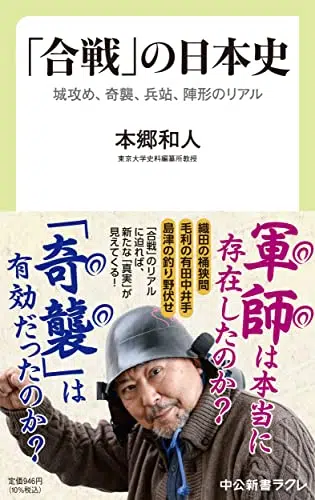 「合戦」の日本史
城攻め、奇襲、兵站、陣形のリアル
本郷和人
東京大学史料編纂所教授
軍師は本当に
存在したのか?
織田の桶狭間
毛利の有田中井手
島津の釣り野伏せ
「合戦」のリアル
に迫れば、
新たな「真実」が
見えてくる!
「奇襲」は
有効だったのか?
定価946円
(10%税込)
中公新書ラクレ